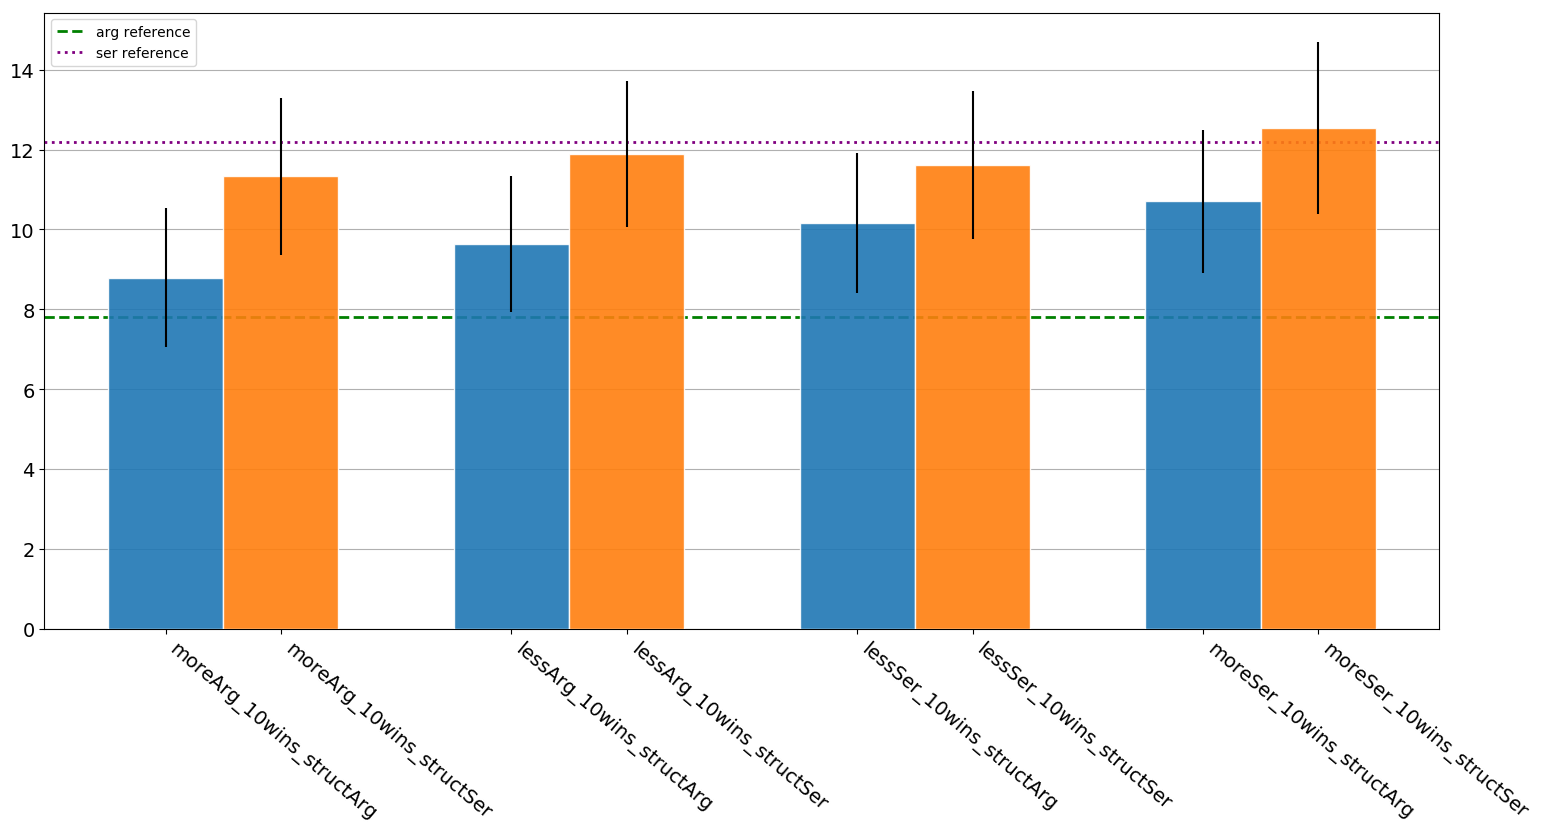 arg reference
ser reference
14
12
10
8
6
4
2
0
moreArg_10wins_structArg
moreArg_10wins_structSer
lessArg_10wins_structArg
lessArg_10wins_structSer
lessSer_10wins_structArg
lessSer_10wins_structSer
moreSer_10wins_structArg
moreSer_10wins_structSer